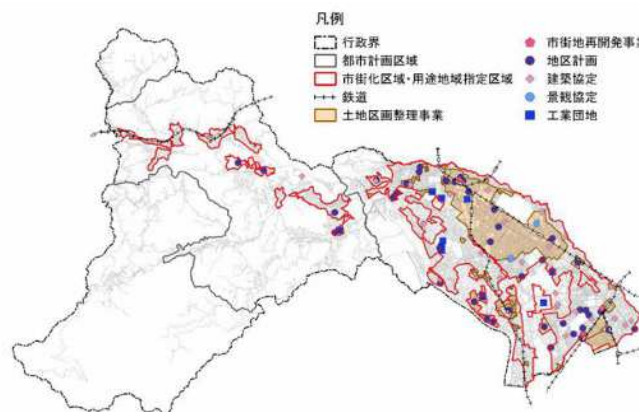 凡例
行政界
都市計画区域
市街化区域・用途地域指定区域
鉄道
土地区画整理事業
市街地再開発事業
地区計画
建築協定
景観協定
工業団地